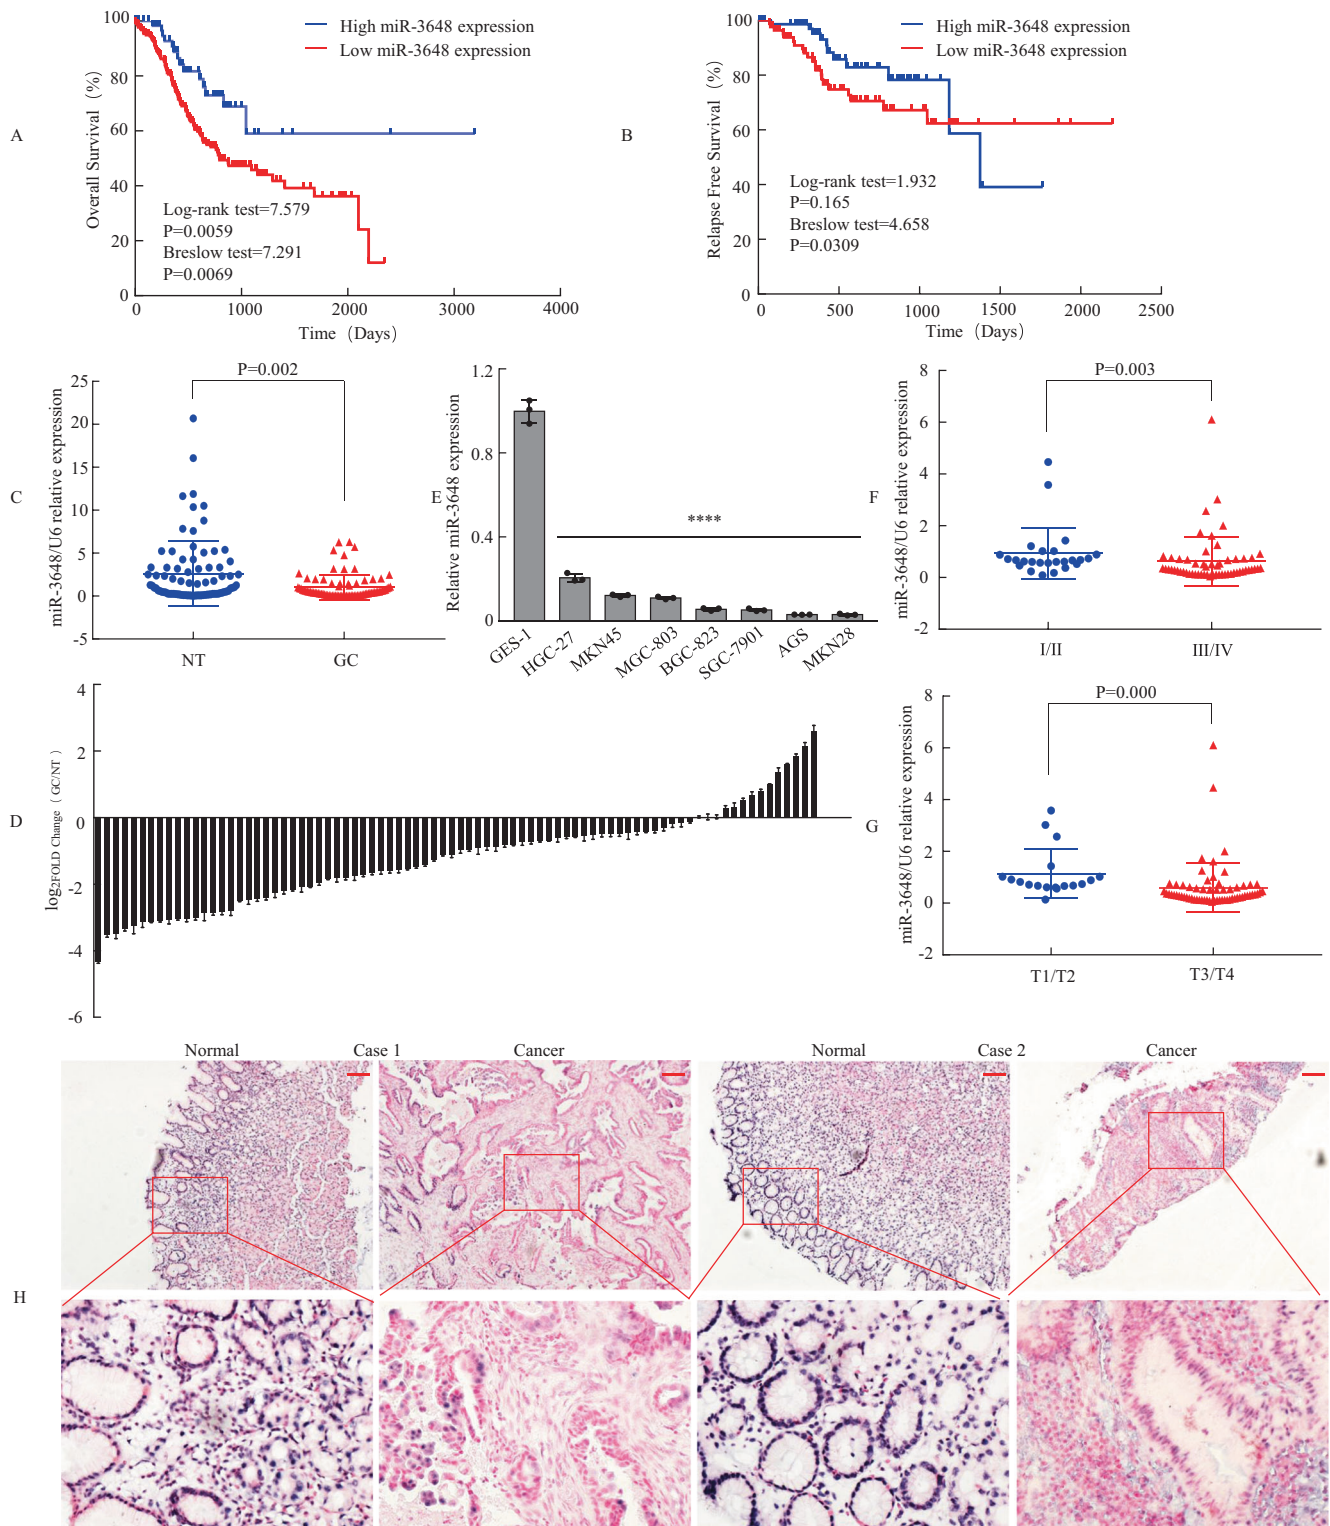 A
100
80
60
40
20
0
Overall Survival (%)
High miR-3648 expression
Low miR-3648 expression
Log-rank test=7.579
P=0.0059
Breslow test=7.291
P=0.0069
0 1000 2000 3000 4000
Time (Days)
B
100
80
60
40
20
0
Relapse Free Survival (%)
High miR-3648 expression
Low miR-3648 expression
Log-rank test=1.932
P=0.165
Breslow test=4.658
P=0.0309
0 500 1000 1500 2000 2500
Time (Days)
C
miR-3648/U6 relative expression
25
20
15
10
5
0
-5
P=0.002
NT GC
E
Relative miR-3648 expression
1.2
0.8
0.4
0
****
GES-1 HGC-27 MKN45 MGC-803 BGC-823 SGC-7901 AGS MKN28
F
miR-3648/U6 relative expression
8
6
4
2
0
-2
P=0.003
I/II III/IV
D
log2FOLD Change (GC/NT)
4
2
0
-2
-4
-6
G
miR-3648/U6 relative expression
8
6
4
2
0
-2
P=0.000
T1/T2 T3/T4
H
Normal Case 1 Cancer Normal Case 2 Cancer